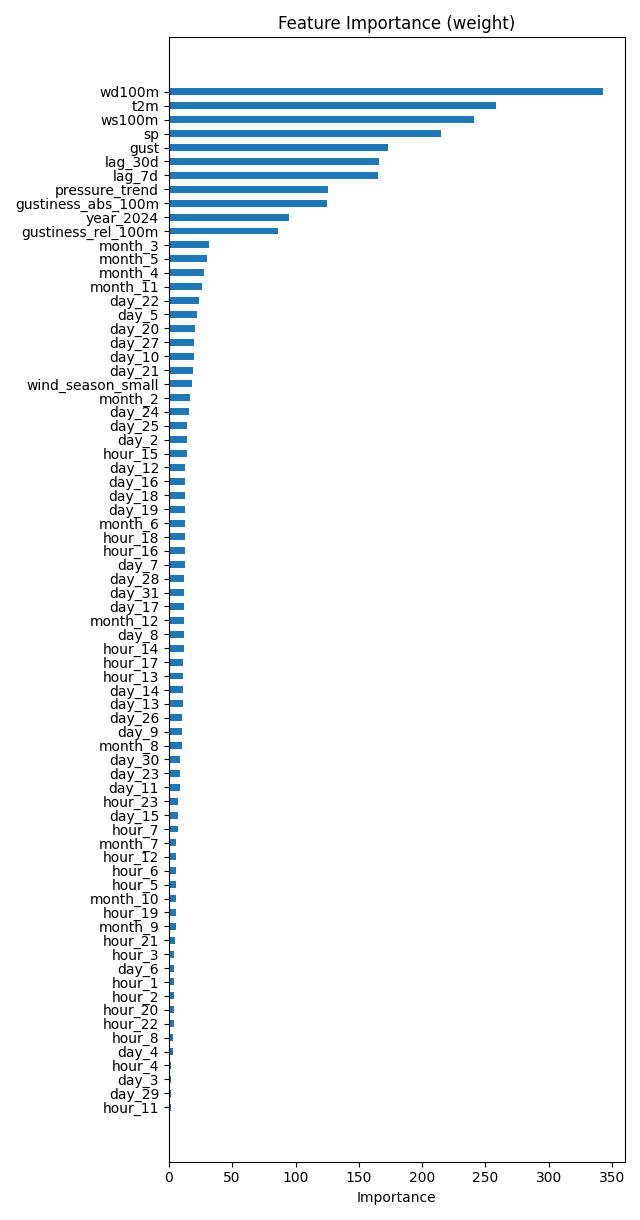 Feature Importance (weight)
wd100m
t2m
ws100m
sp
gust
lag_30d
lag_7d
pressure_trend
gustiness_abs_100m
year_2024
gustiness_rel_100m
month_3
month_5
month_4
month_11
day_22
day_5
day_20
day_27
day_10
day_21
wind_season_small
month_2
day_24
day_25
day_2
hour_15
day_12
day_16
day_18
day_19
month_6
hour_18
hour_16
day_7
day_28
day_31
day_17
month_12
day_8
hour_14
hour_17
hour_13
day_14
day_13
day_26
day_9
month_8
day_30
day_23
day_11
hour_23
day_15
hour_7
month_7
hour_12
hour_6
hour_5
month_10
hour_19
month_9
hour_21
hour_3
day_6
hour_1
hour_2
hour_20
hour_22
hour_8
day_4
hour_4
day_3
day_29
hour_11
0 50 100 150 200 250 300 350
Importance